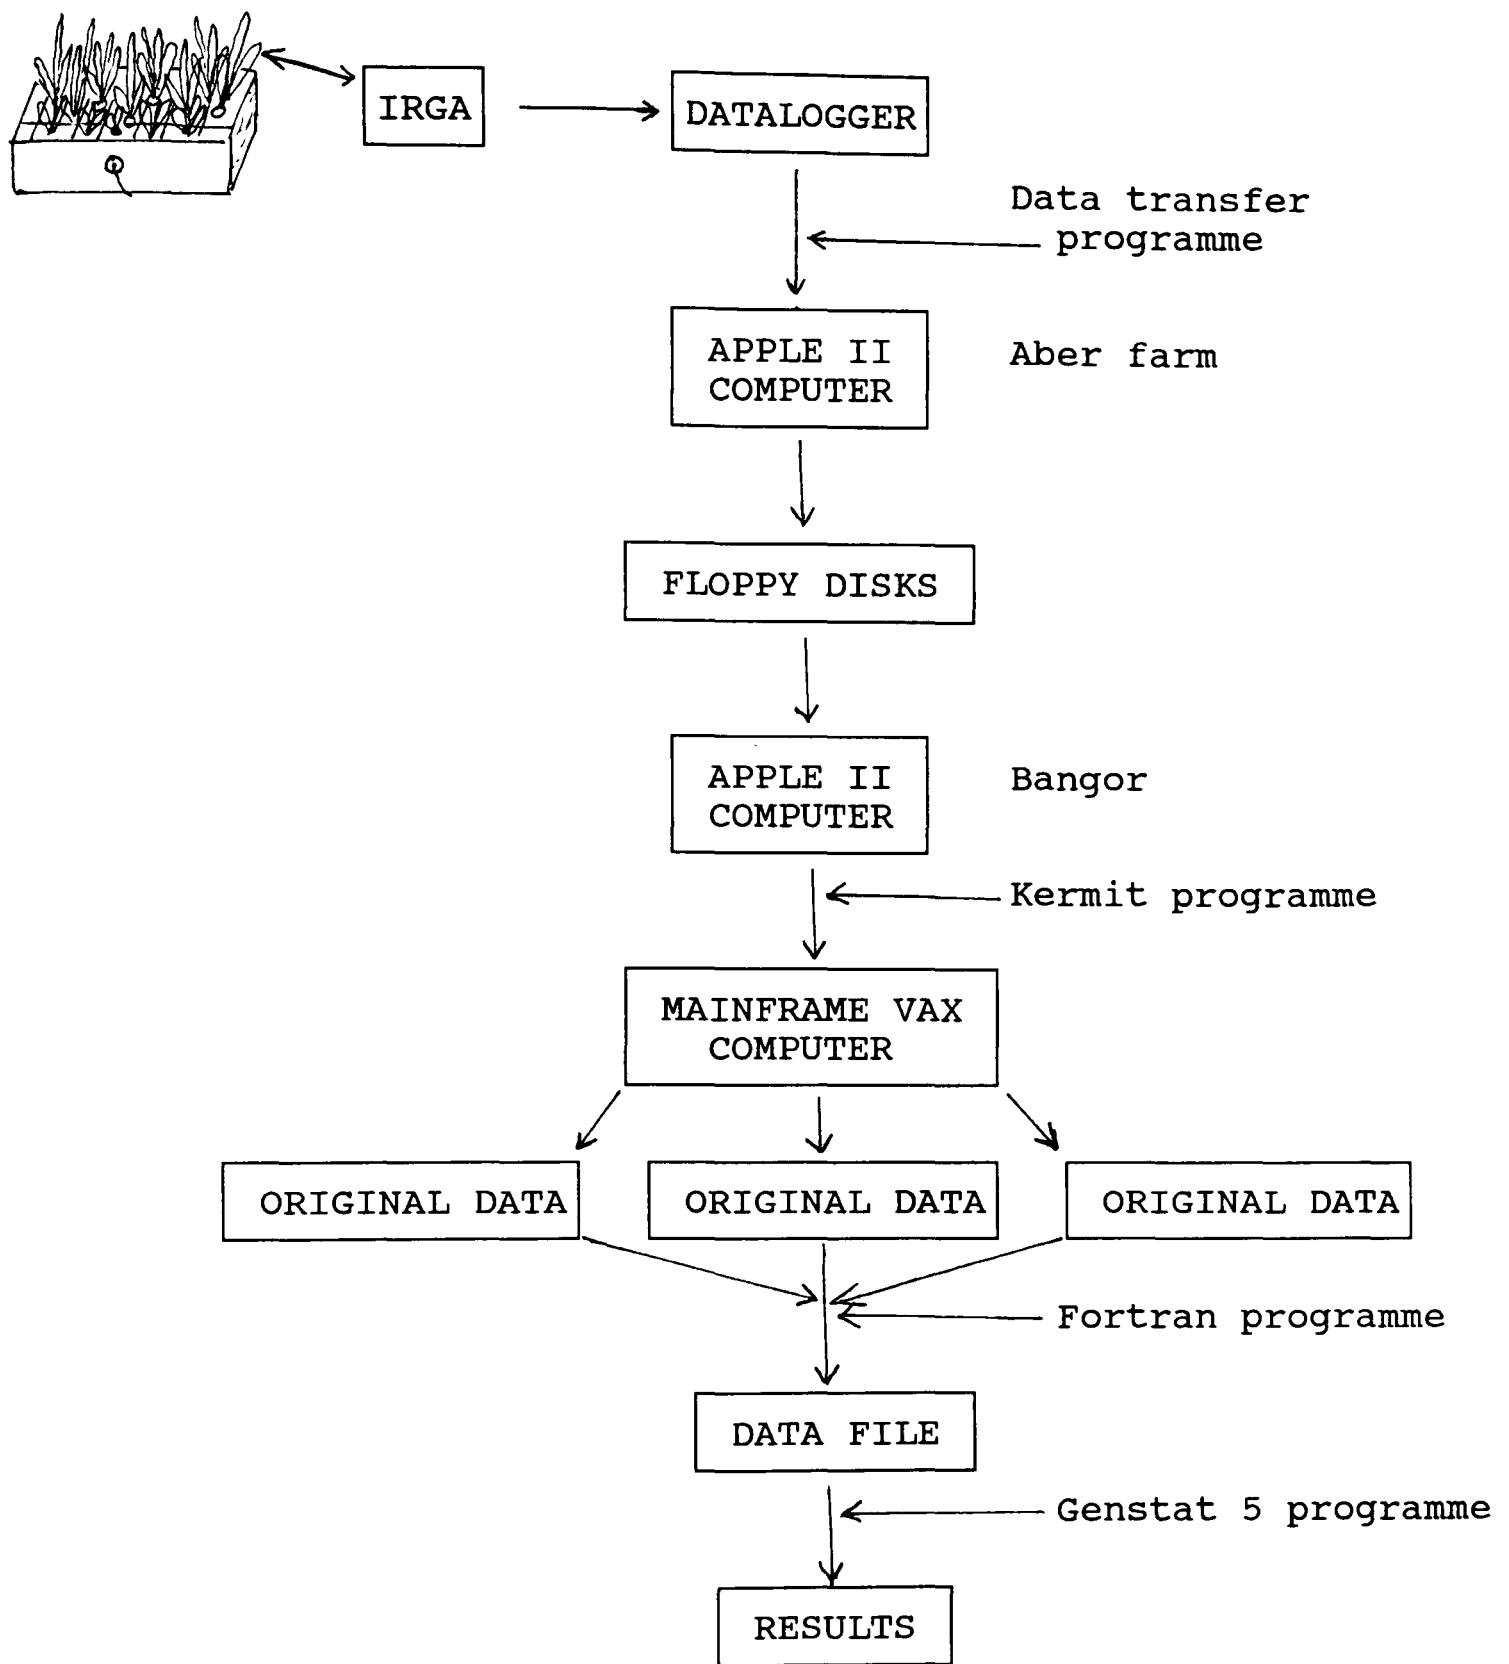 IRGA
DATALOGGER
Data transfer
programme
APPLE II
COMPUTER
Aber farm
FLOPPY DISKS
APPLE II
COMPUTER
Bangor
Kermit programme
MAINFRAME VAX
COMPUTER
ORIGINAL DATA
ORIGINAL DATA
ORIGINAL DATA
Fortran programme
DATA FILE
Genstat 5 programme
RESULTS